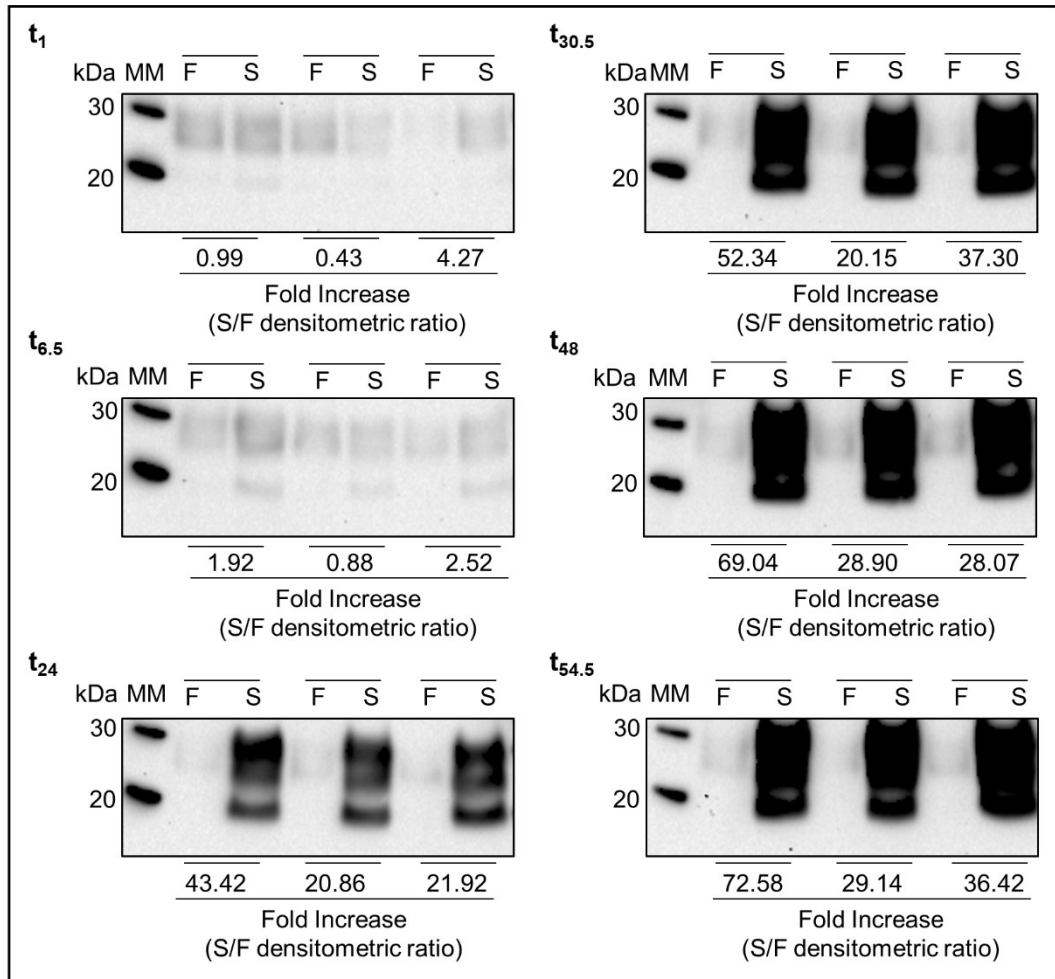 t1
kDa MM F S F S F S
30
20
0.99 0.43 4.27
Fold Increase
(S/F densitometric ratio)
t6.5
kDa MM F S F S F S
30
20
1.92 0.88 2.52
Fold Increase
(S/F densitometric ratio)
t24
kDa MM F S F S F S
30
20
43.42 20.86 21.92
Fold Increase
(S/F densitometric ratio)
t30.5
kDa MM F S F S F S
30
20
52.34 20.15 37.30
Fold Increase
(S/F densitometric ratio)
t48
kDa MM F S F S F S
30
20
69.04 28.90 28.07
Fold Increase
(S/F densitometric ratio)
t54.5
kDa MM F S F S F S
30
20
72.58 29.14 36.42
Fold Increase
(S/F densitometric ratio)